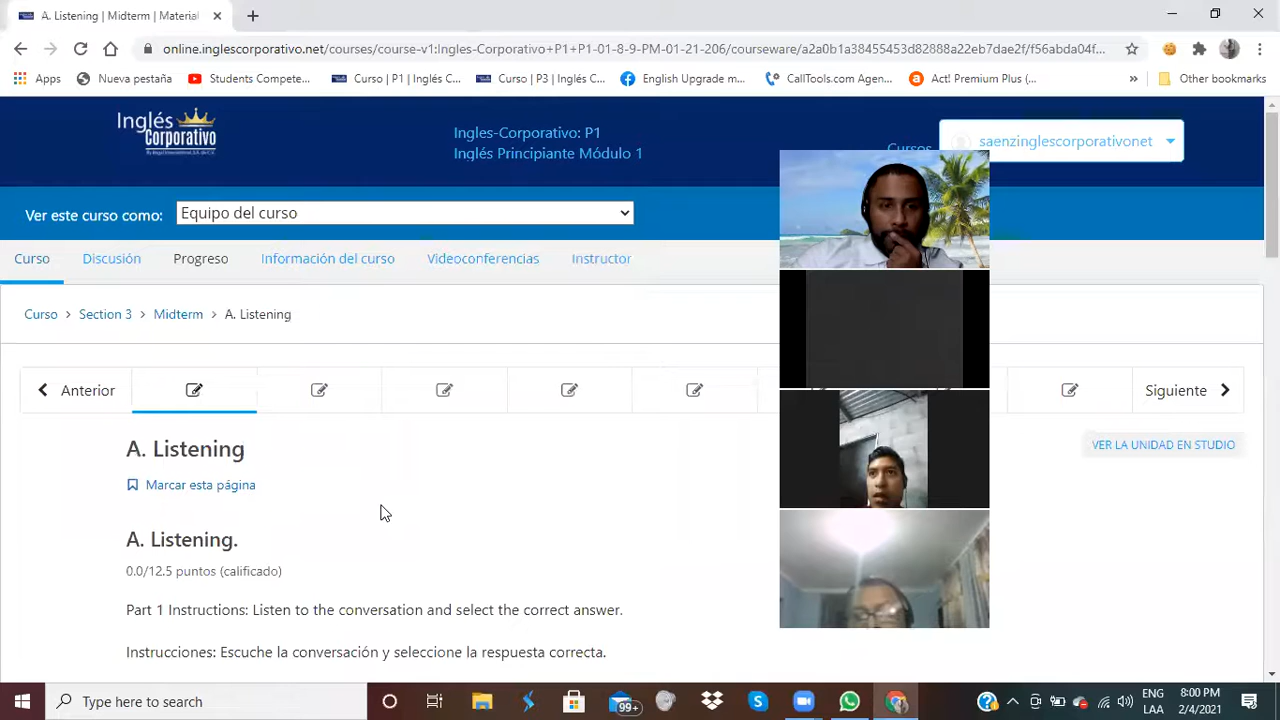 A. Listening | Midterm | Material
online.inglescorporativo.net/courses/course-v1:Ingles-Corporativo+P1+P1-01-8-9-PM-01-21-206/courseware/a2a0b1a38455453d82888a22eb7dae2f/f56abda04f...
Apps Nueva pestaña Students Compete... Curso | P1 | Inglés C... Curso | P3 | Inglés C... English Upgrade m... CallTools.com Agen... Act! Premium Plus (... » Other bookmarks
Inglés Corporativo
Ingles-Corporativo: P1
Inglés Principiante Módulo 1
Cursos
saenzinglescorporativonet
Ver este curso como: Equipo del curso
Curso Discusión Progreso Información del curso Videoconferencias Instructor
Curso > Section 3 > Midterm > A. Listening
Anterior Siguiente
A. Listening
VER LA UNIDAD EN STUDIO
Marcar esta página
A. Listening.
0.0/12.5 puntos (calificado)
Part 1 Instructions: Listen to the conversation and select the correct answer.
Instrucciones: Escuche la conversación y seleccione la respuesta correcta.
Type here to search
99+
ENG
LAA
8:00 PM
2/4/2021